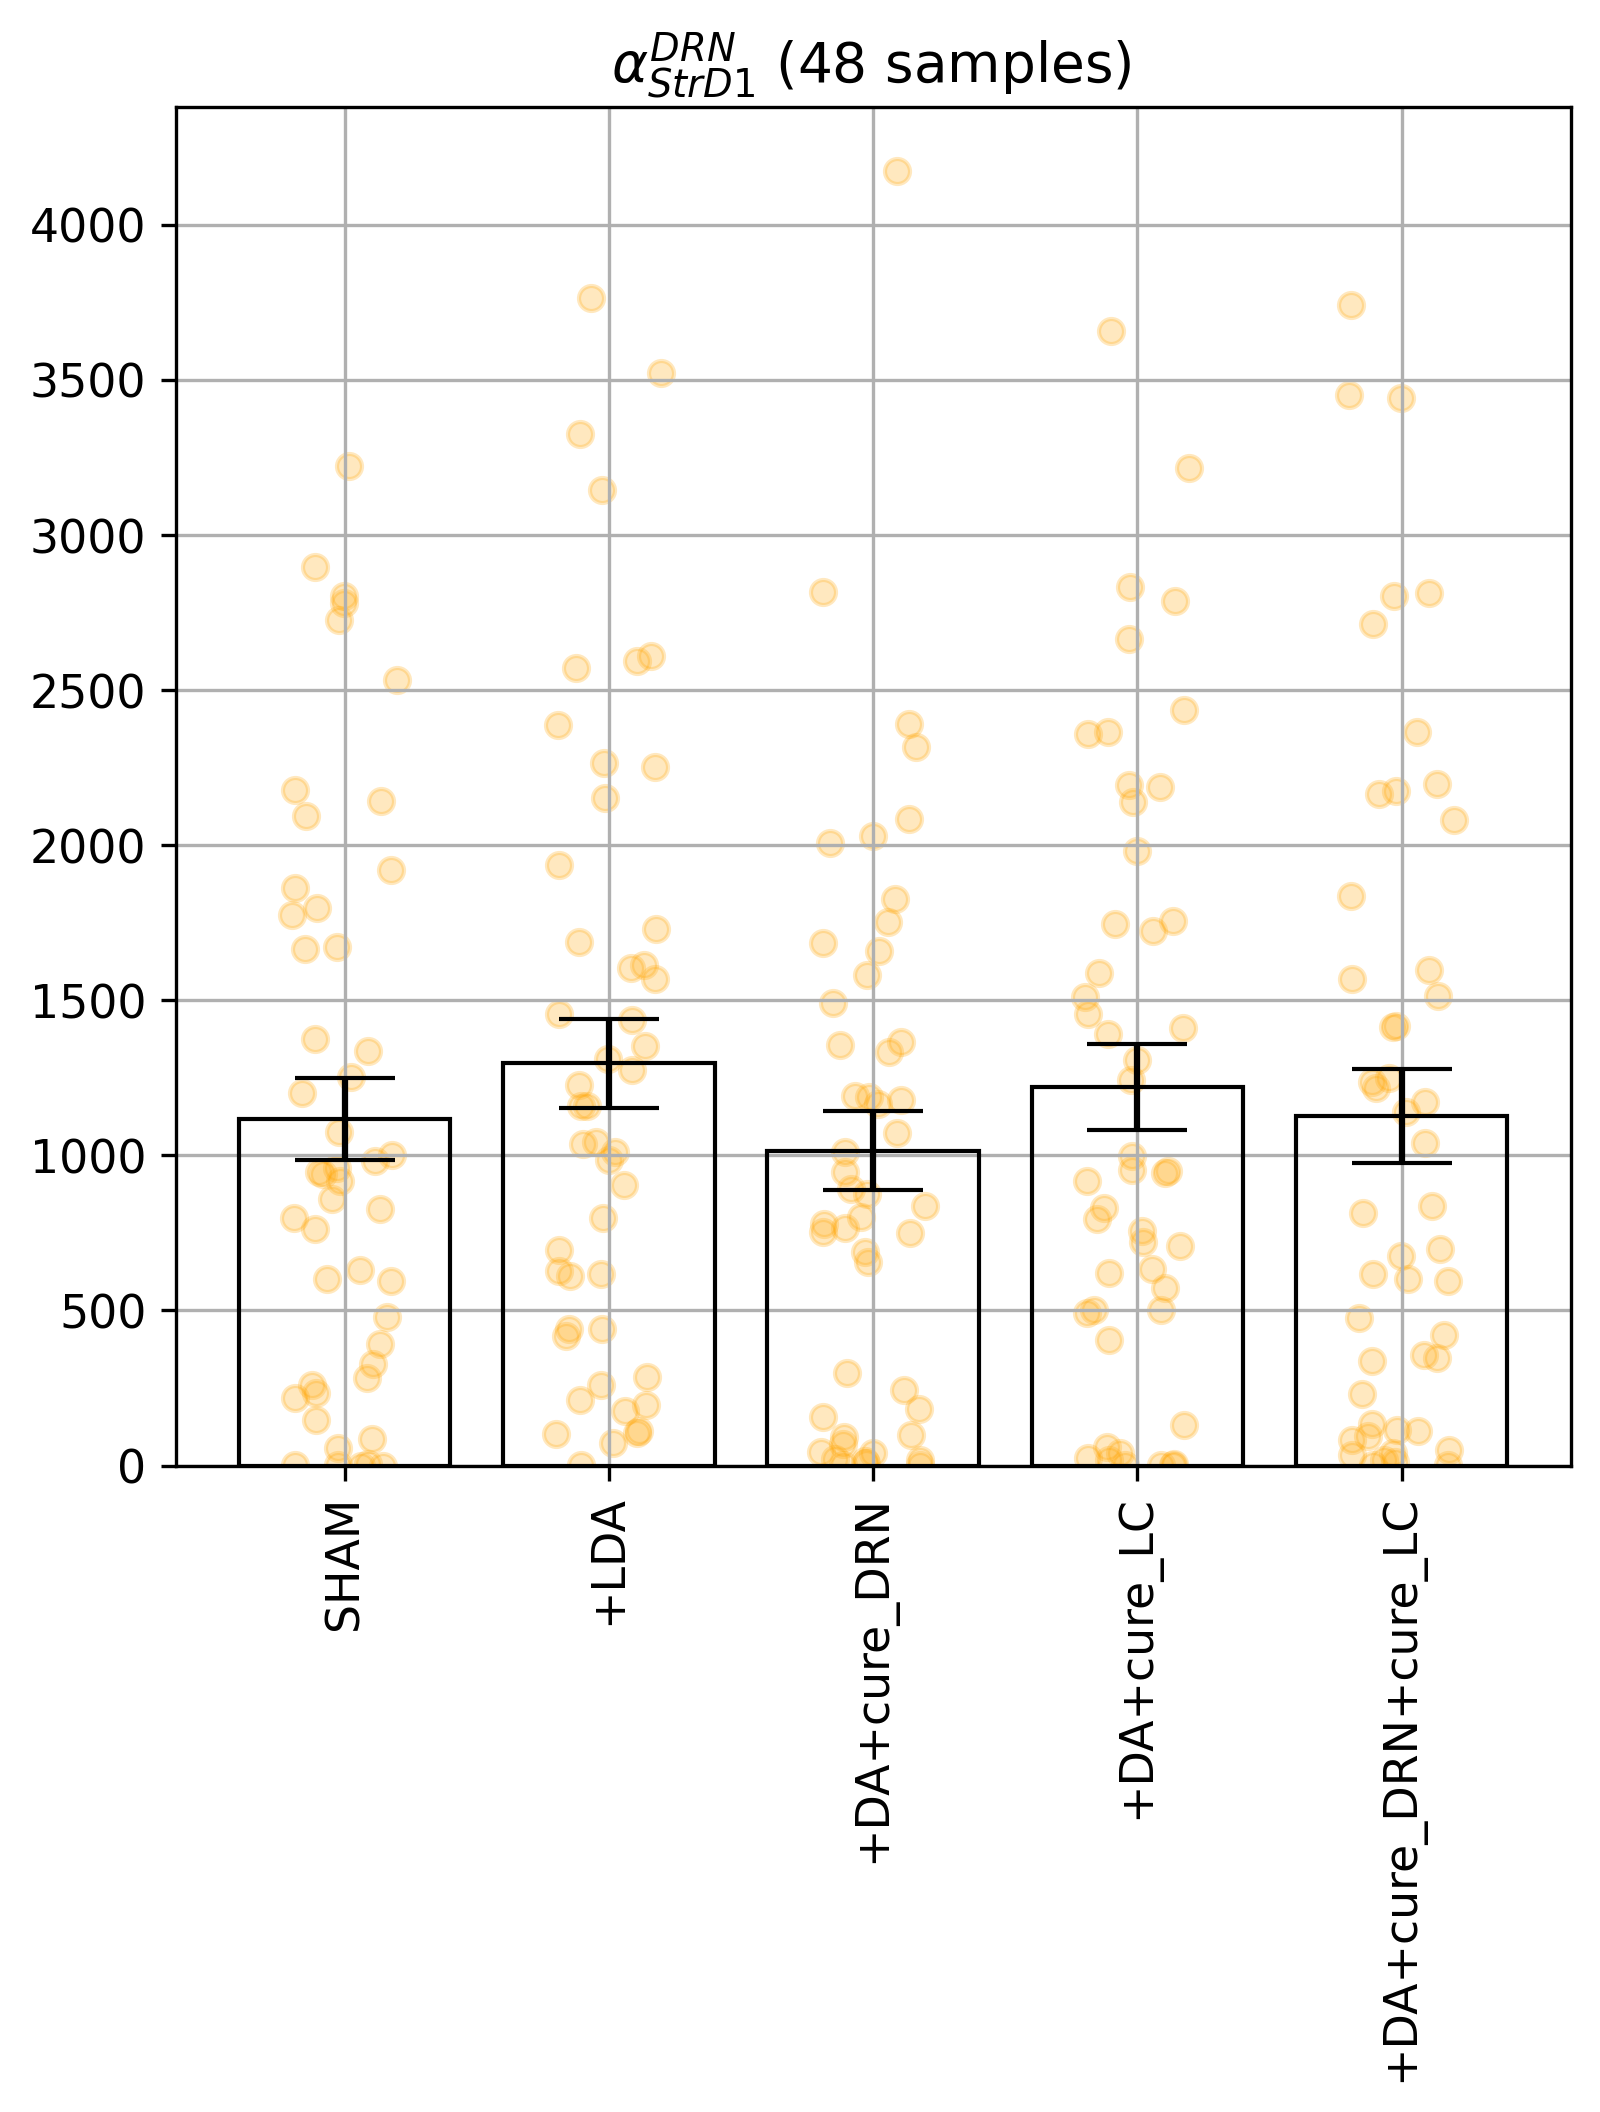 α^{DRN}_{StrD1} (48 samples)
4000
3500
3000
2500
2000
1500
1000
500
0
SHAM
+LDA
+DA+cure_DRN
+DA+cure_LC
+DA+cure_DRN+cure_LC